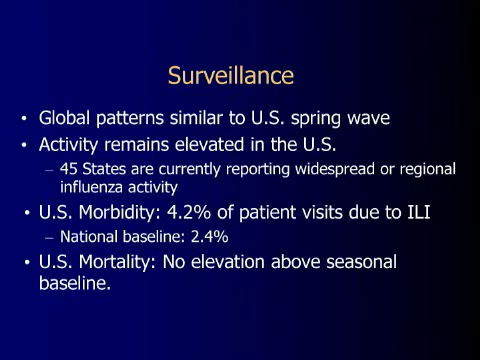 Surveillance
• Global patterns similar to U.S. spring wave
• Activity remains elevated in the U.S.
– 45 States are currently reporting widespread or regional
influenza activity
• U.S. Morbidity: 4.2% of patient visits due to ILI
– National baseline: 2.4%
• U.S. Mortality: No elevation above seasonal
baseline.